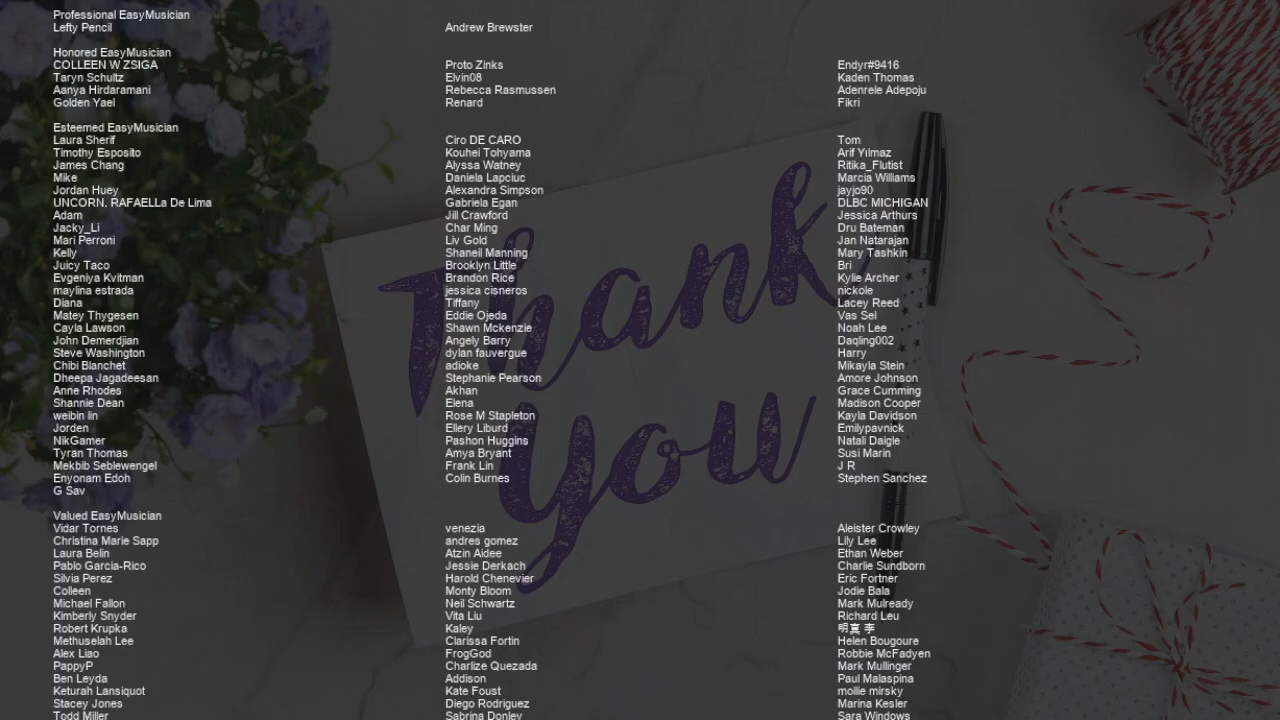 Professional EasyMusician
Lefty Pencil Andrew Brewster
Honored EasyMusician
COLLEEN W ZSIGA Proto Zinks Endyr#9416
Taryn Schultz Elvin08 Kaden Thomas
Aanya Hirdaramani Rebecca Rasmussen Adenrele Adepoju
Golden Yael Renard Fikri
Esteemed EasyMusician
Laura Sherif Ciro DE CARO Tom
Timothy Esposito Kouhei Tohyama Arif Yılmaz
James Chang Alyssa Watney Ritika_Flutist
Mike Daniela Lapciuc Marcia Williams
Jordan Huey Alexandra Simpson jayjo90
UNCORN. RAFAELLa De Lima Gabriela Egan DLBC MICHIGAN
Adam Jill Crawford Jessica Arthurs
Jacky_Li Char Ming Dru Bateman
Mari Perroni Liv Gold Jan Natarajan
Kelly Shaneil Manning Mary Tashkin
Juicy Taco Brooklyn Little Bri
Evgeniya Kvitman Brandon Rice Kylie Archer
maylina estrada jessica cisneros nickole
Diana Tiffany Lacey Reed
Matey Thygesen Eddie Ojeda Vas Sel
Cayla Lawson Shawn Mckenzie Noah Lee
John Demerdjian Angely Barry Daqling002
Steve Washington dylan fauvergue Harry
Chibi Blanchet adioke Mikayla Stein
Dheepa Jagadeesan Stephanie Pearson Amore Johnson
Anne Rhodes Akhan Grace Cumming
Shannie Dean Elena Madison Cooper
weibin lin Rose M Stapleton Kayla Davidson
Jorden Ellery Liburd Emilypavnick
NikGamer Pashon Huggins Natali Daigle
Tyran Thomas Amya Bryant Susi Marin
Mekbib Seblewengel Frank Lin J R
Enyonam Edoh Colin Burnes Stephen Sanchez
G Sav
Valued EasyMusician
Vidar Tornes venezia Aleister Crowley
Christina Marie Sapp andres gomez Lily Lee
Laura Belin Atzin Aidee Ethan Weber
Pablo Garcia-Rico Jessie Derkach Charlie Sundborn
Silvia Perez Harold Chenevier Eric Fortner
Colleen Monty Bloom Jodie Bala
Michael Fallon Neil Schwartz Mark Mulready
Kimberly Snyder Vita Liu Richard Leu
Robert Krupka Kaley 明真 李
Methuselah Lee Clarissa Fortin Helen Bougoure
Alex Liao FrogGod Robbie McFadyen
PappyP Charlize Quezada Mark Mullinger
Ben Leyda Addison Paul Malaspina
Keturah Lansiquot Kate Foust mollie mirsky
Stacey Jones Diego Rodriguez Marina Kesler
Todd Miller Sabrina Donley Sara Windows
Thank
you